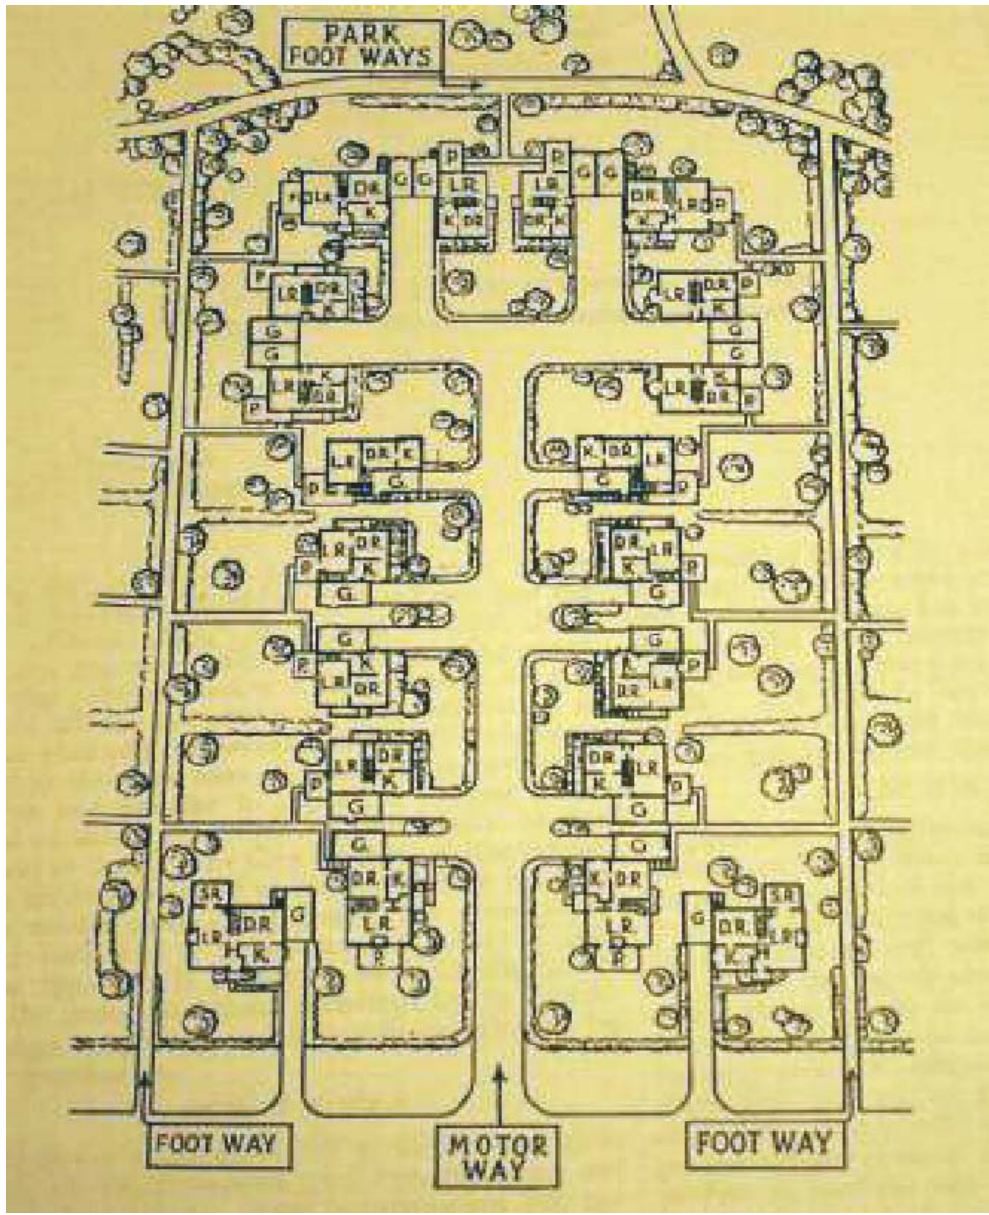 PARK
FOOT WAYS
P
G G
L.R.
K. D.R.
L.R.
D.R. K.
G G
D.R.
K.
D.R.
K.
L.R.
P
L.R.
D.R.
K.
L.R.
D.R.
K.
P
G
G
G
G
L.R.
K.
D.R.
P
L.R.
K.
D.R.
L.R.
D.R. K.
G
P
K. D.R. L.R.
G
P
L.R.
D.R.
K.
P
G
D.R.
K.
L.R.
P
G
G
P
L.R.
K.
D.R.
G
K.
D.R.
L.R.
P
L.R.
D.R.
K.
P
G
D.R.
K.
L.R.
P
G
G
D.R. K.
L.R.
P
G
K. D.R.
L.R.
P
S.R.
L.R.
D.R.
K.
G
G
D.R.
K.
S.R.
L.R.
FOOT WAY
MOTOR
WAY
FOOT WAY